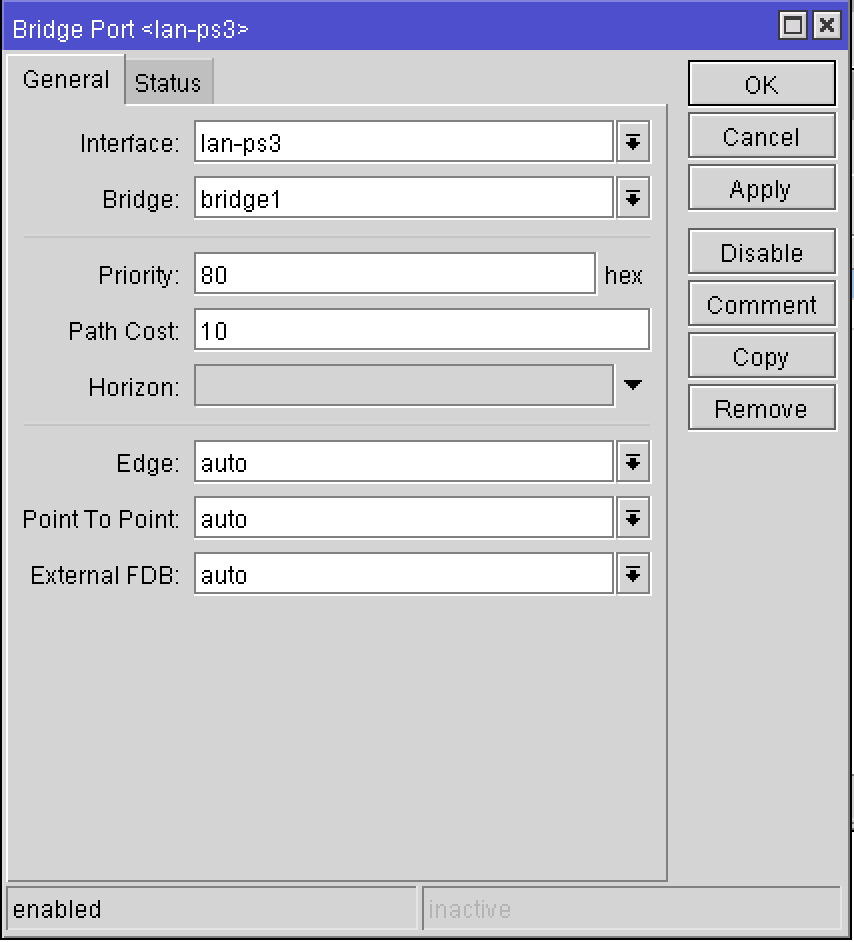 Bridge Port <lan-ps3>
General Status
OK
Interface: lan-ps3
Cancel
Bridge: bridge1
Apply
Disable
Priority: 80 hex
Comment
Path Cost: 10
Copy
Horizon:
Remove
Edge: auto
Point To Point: auto
External FDB: auto
enabled inactive